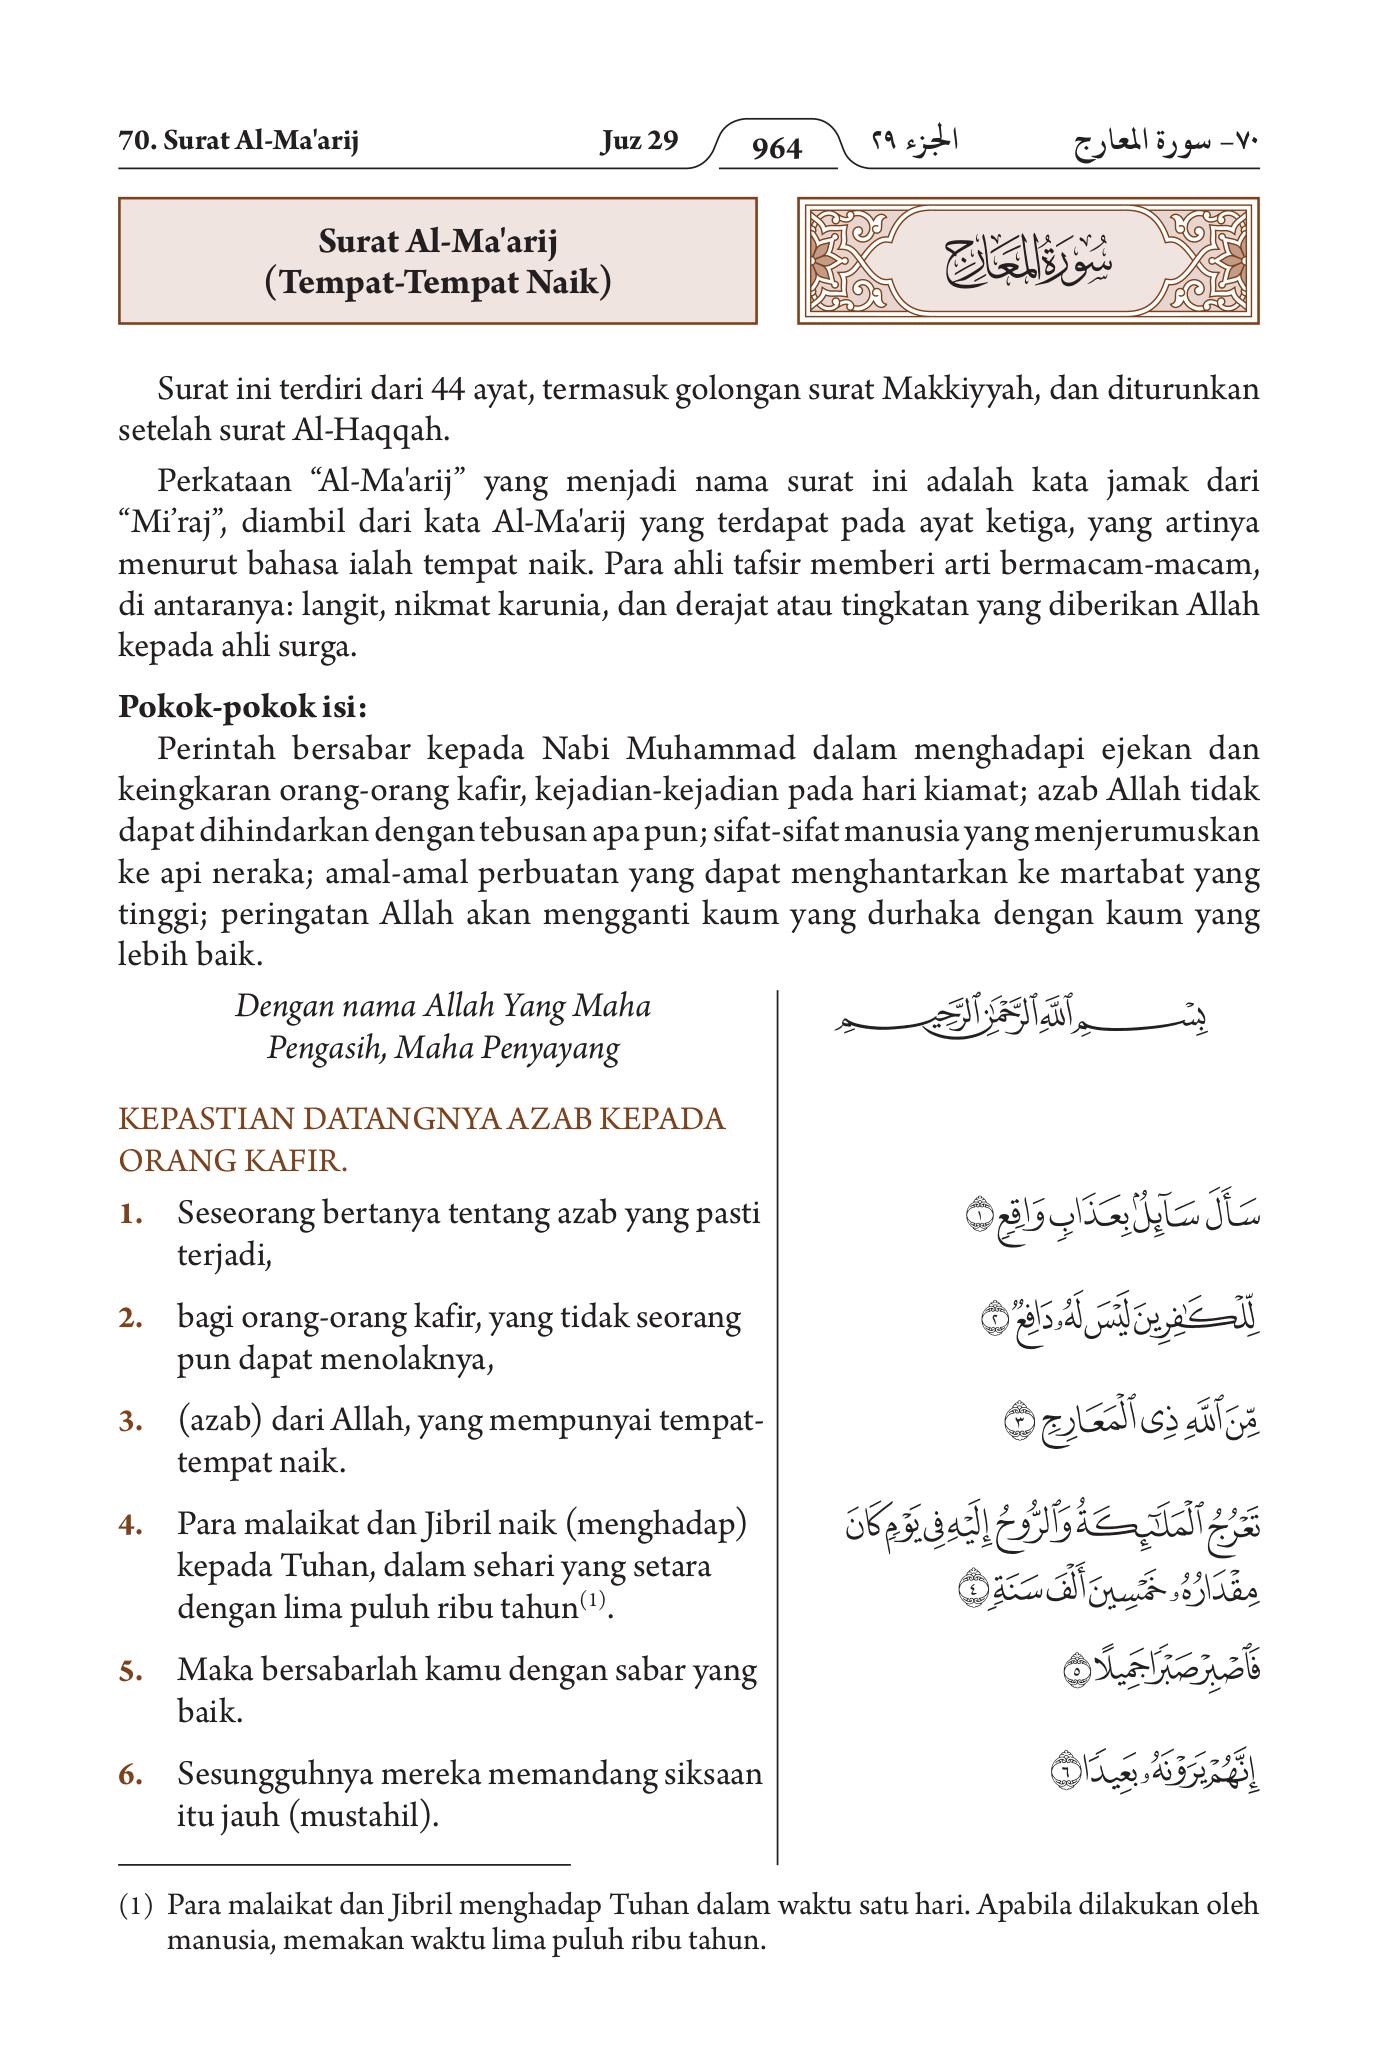 70. Surat Al-Ma'arij Juz 29 964 الجزء ٢٩ ٧٠- سورة المعارج
Surat Al-Ma'arij
(Tempat-Tempat Naik)
سُورَةُ المَعَارِجِ
Surat ini terdiri dari 44 ayat, termasuk golongan surat Makkiyyah, dan diturunkan
setelah surat Al-Haqqah.
Perkataan “Al-Ma'arij” yang menjadi nama surat ini adalah kata jamak dari
“Mi’raj”, diambil dari kata Al-Ma'arij yang terdapat pada ayat ketiga, yang artinya
menurut bahasa ialah tempat naik. Para ahli tafsir memberi arti bermacam-macam,
di antaranya: langit, nikmat karunia, dan derajat atau tingkatan yang diberikan Allah
kepada ahli surga.
Pokok-pokok isi:
Perintah bersabar kepada Nabi Muhammad dalam menghadapi ejekan dan
keingkaran orang-orang kafir, kejadian-kejadian pada hari kiamat; azab Allah tidak
dapat dihindarkan dengan tebusan apa pun; sifat-sifat manusia yang menjerumuskan
ke api neraka; amal-amal perbuatan yang dapat menghantarkan ke martabat yang
tinggi; peringatan Allah akan mengganti kaum yang durhaka dengan kaum yang
lebih baik.
Dengan nama Allah Yang Maha
Pengasih, Maha Penyayang
بِسْمِ ٱللَّهِ ٱلرَّحْمَٰنِ ٱلرَّحِيمِ
KEPASTIAN DATANGNYA AZAB KEPADA
ORANG KAFIR.
1. Seseorang bertanya tentang azab yang pasti
terjadi,
سَأَلَ سَآئِلٌۢ بِعَذَابٍ وَاقِعٍ ١
2. bagi orang-orang kafir, yang tidak seorang
pun dapat menolaknya,
لِّلْكَٰفِرِينَ لَيْسَ لَهُۥ دَافِعٌ ٢
3. (azab) dari Allah, yang mempunyai tempat-
tempat naik.
مِّنَ ٱللَّهِ ذِى ٱلْمَعَارِجِ ٣
4. Para malaikat dan Jibril naik (menghadap)
kepada Tuhan, dalam sehari yang setara
dengan lima puluh ribu tahun(1).
تَعْرُجُ ٱلْمَلَٰٓئِكَةُ وَٱلرُّوحُ إِلَيْهِ فِى يَوْمٍ كَانَ
مِقْدَارُهُۥ خَمْسِينَ أَلْفَ سَنَةٍ ٤
5. Maka bersabarlah kamu dengan sabar yang
baik.
فَٱصْبِرْ صَبْرًا جَمِيلًا ٥
6. Sesungguhnya mereka memandang siksaan
itu jauh (mustahil).
إِنَّهُمْ يَرَوْنَهُۥ بَعِيدًا ٦
(1) Para malaikat dan Jibril menghadap Tuhan dalam waktu satu hari. Apabila dilakukan oleh
manusia, memakan waktu lima puluh ribu tahun.